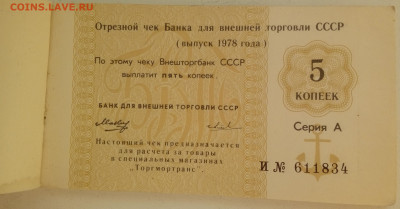 COINS.LAVE.RU
Отрезной чек Банка для внешней торговли СССР
(выпуск 1978 года)
По этому чеку Внешторгбанк СССР
выплатит пять копеек.
5
КОПЕЕК
БАНК ДЛЯ ВНЕШНЕЙ ТОРГОВЛИ СССР
Серия А
Настоящий чек предназначается
для расчета за товары
в специальных магазинах
"Торгмортранс"
И № 611834